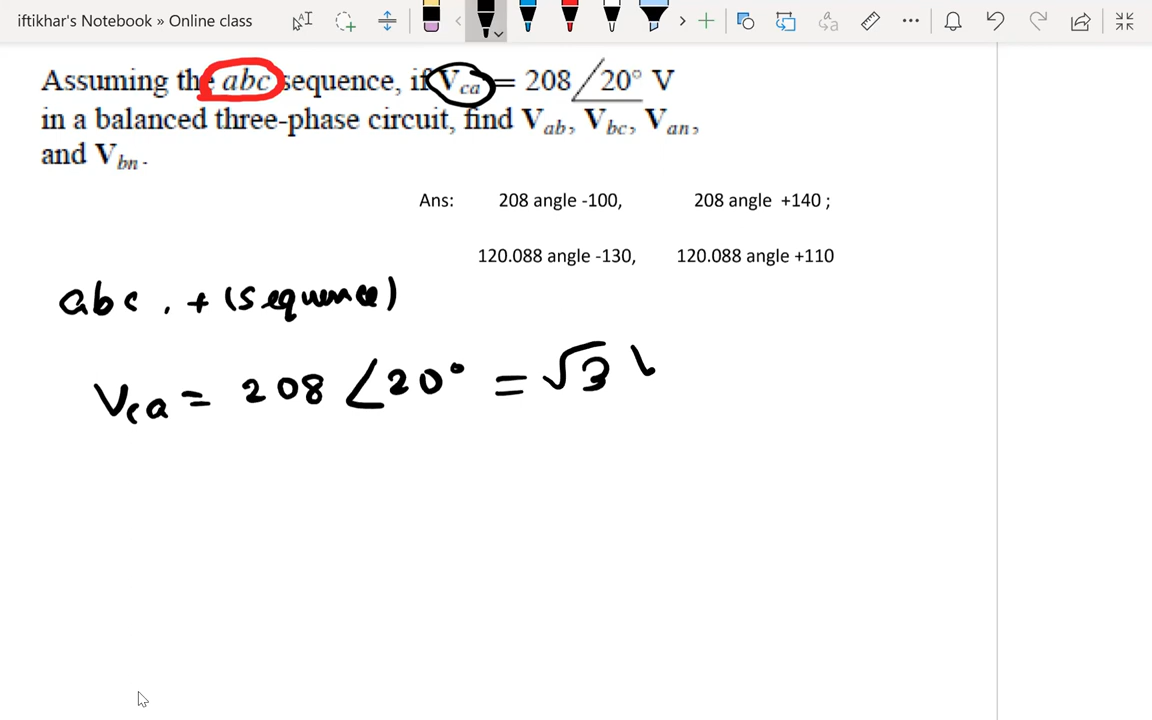 iftikhar's Notebook » Online class
Assuming the abc sequence, if Vca = 208 /20° V
in a balanced three-phase circuit, find Vab, Vbc, Van,
and Vbn.
Ans: 208 angle -100, 208 angle +140 ;
120.088 angle -130, 120.088 angle +110
abc, + (sequence)
Vca = 208 ∠20° = √3